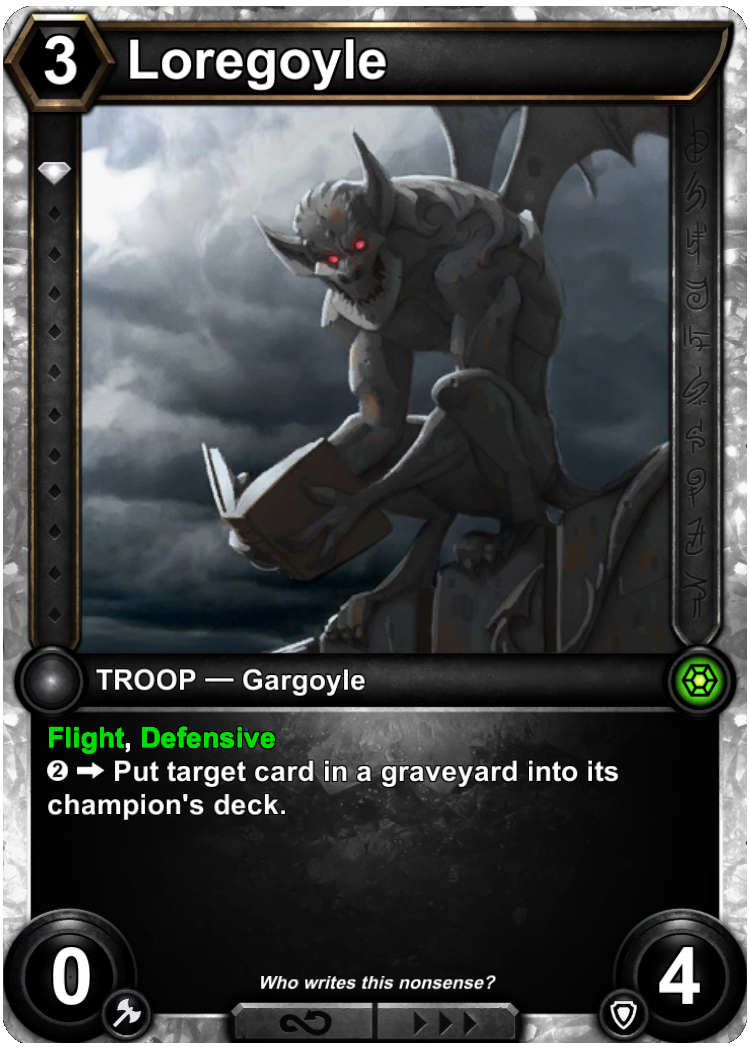 3 Loregoyle
TROOP — Gargoyle
Flight, Defensive
❷ ➡ Put target card in a graveyard into its
champion's deck.
Who writes this nonsense?
0 4